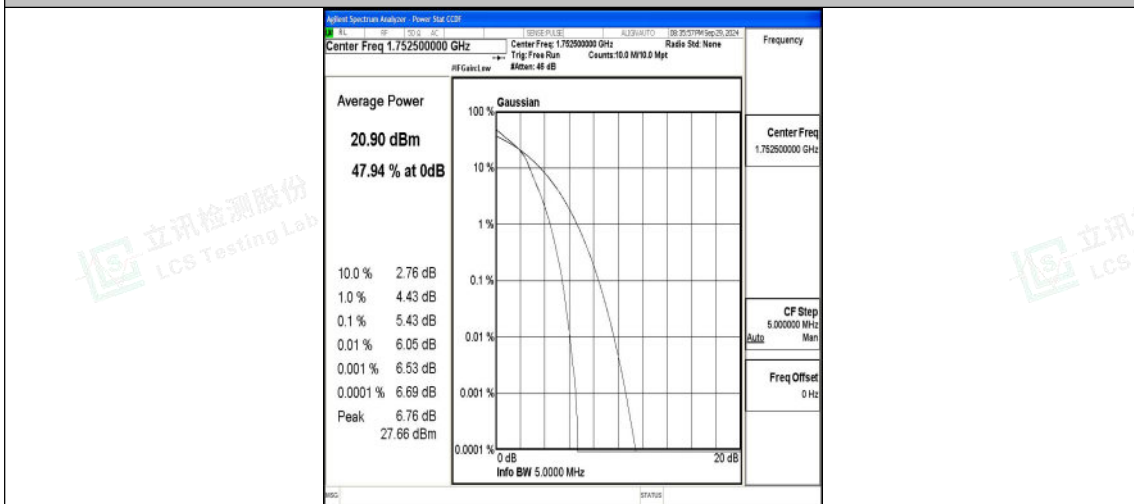 Agilent Spectrum Analyzer - Power Stat CCDF
RL RF 50 Ω AC SENSE:PULSE ALIGNAUTO 08:35:57 PM Sep 29, 2024
Center Freq 1.752500000 GHz
Center Freq: 1.752500000 GHz
Radio Std: None
Trig: Free Run
Counts:10.0 M/10.0 Mpt
#IFGain:Low
#Atten: 46 dB
Frequency
Average Power
20.90 dBm
47.94 % at 0dB
10.0 % 2.76 dB
1.0 % 4.43 dB
0.1 % 5.43 dB
0.01 % 6.05 dB
0.001 % 6.53 dB
0.0001 % 6.69 dB
Peak 6.76 dB
27.66 dBm
Gaussian
100 %
10 %
1 %
0.1 %
0.01 %
0.001 %
0.0001 %
0 dB
20 dB
Info BW 5.0000 MHz
Center Freq
1.752500000 GHz
CF Step
5.000000 MHz
Auto Man
Freq Offset
0 Hz
MSG
STATUS
立讯检测股份
LCS Testing Lab
立讯
LCS